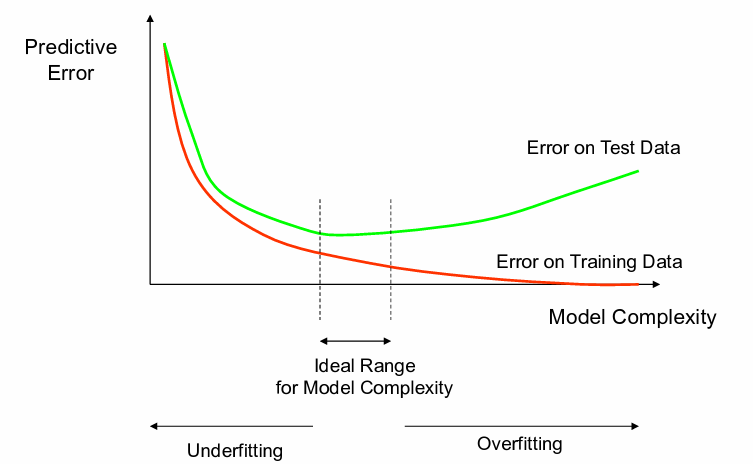 Predictive
Error
Error on Test Data
Error on Training Data
Model Complexity
Ideal Range
for Model Complexity
Underfitting
Overfitting